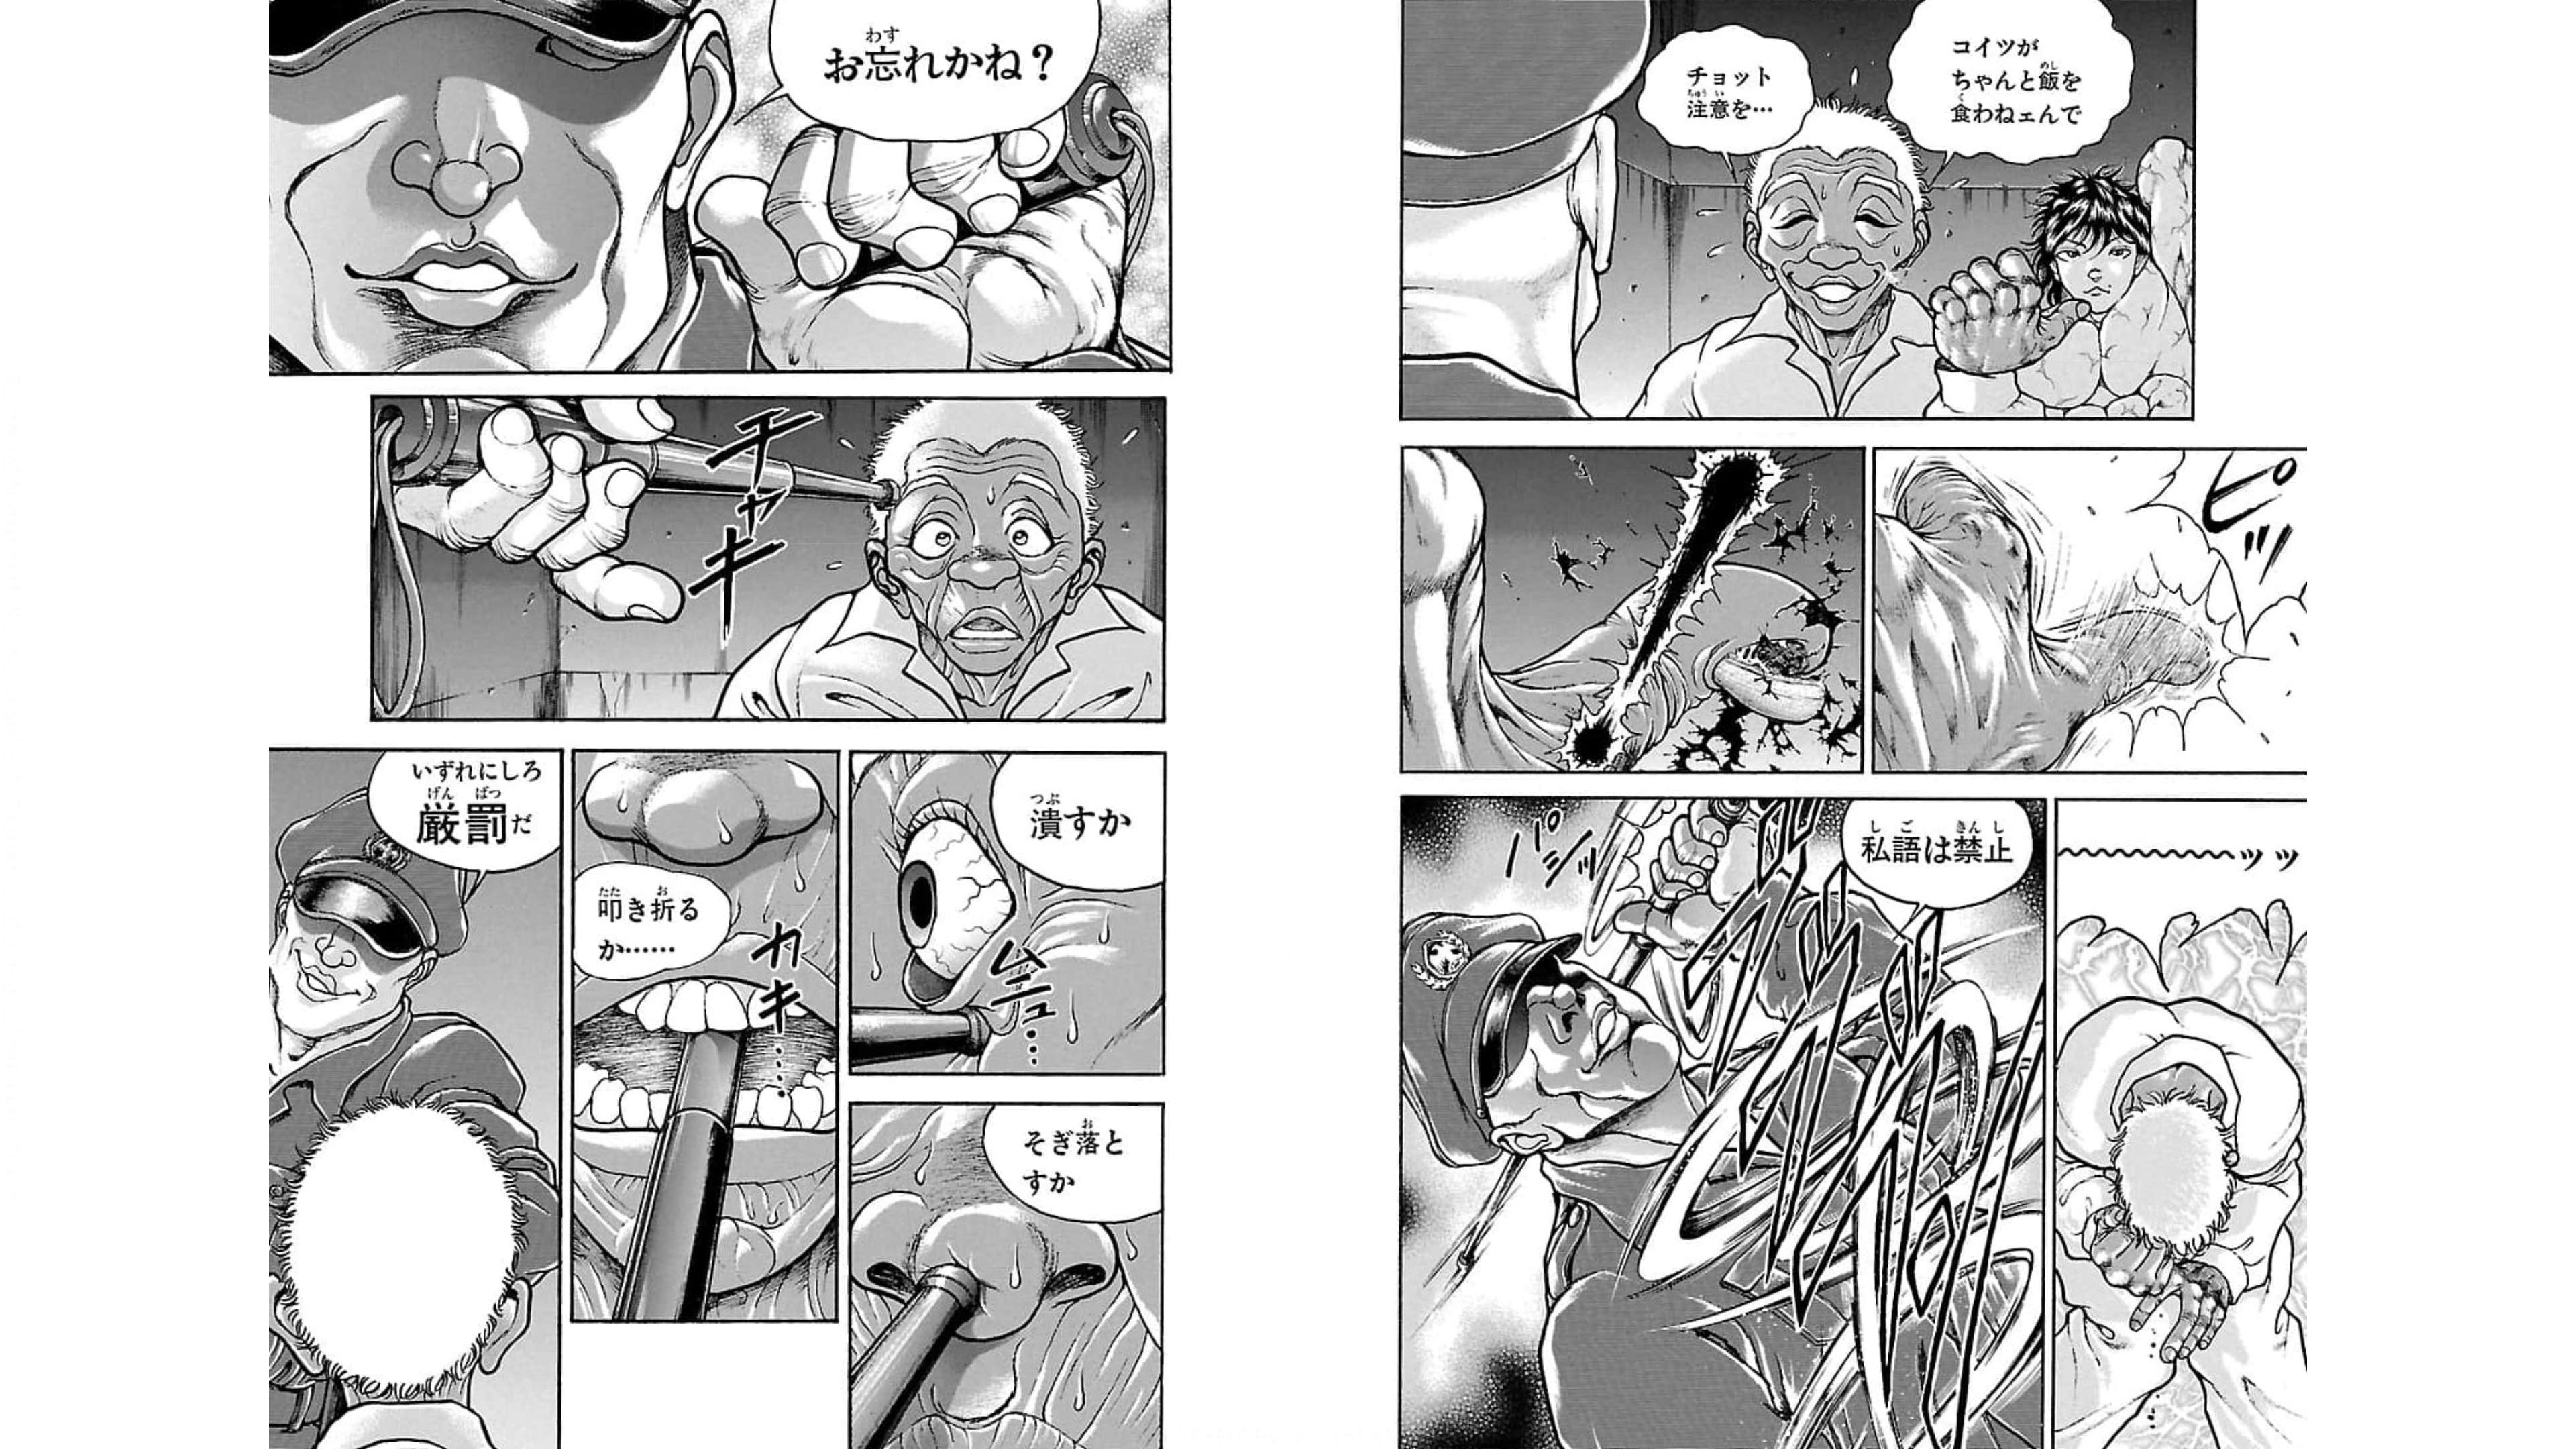 コイツが
ちゃんと飯を
食わねェんで
チョット
注意を…
ピッ
~~~~~~~~~ッッ
私語は禁止
パシッ
お忘れかね？
チャキ
潰すか
ムニュ…
そぎ落と
すか
叩き折る
か……
カキ……
いずれにしろ
厳罰だ